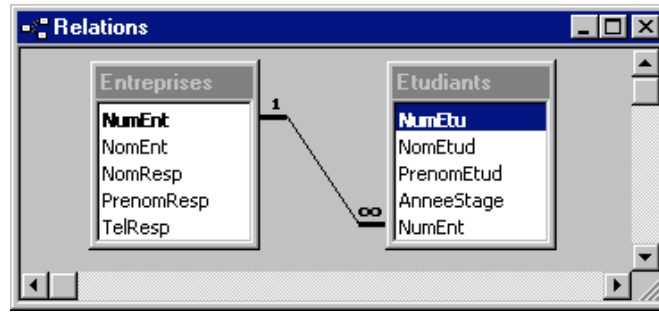 Relations
Entreprises
NumEnt
NomEnt
NomResp
PrenomResp
TelResp
1
∞
Etudiants
NumEtu
NomEtud
PrenomEtud
AnneeStage
NumEnt